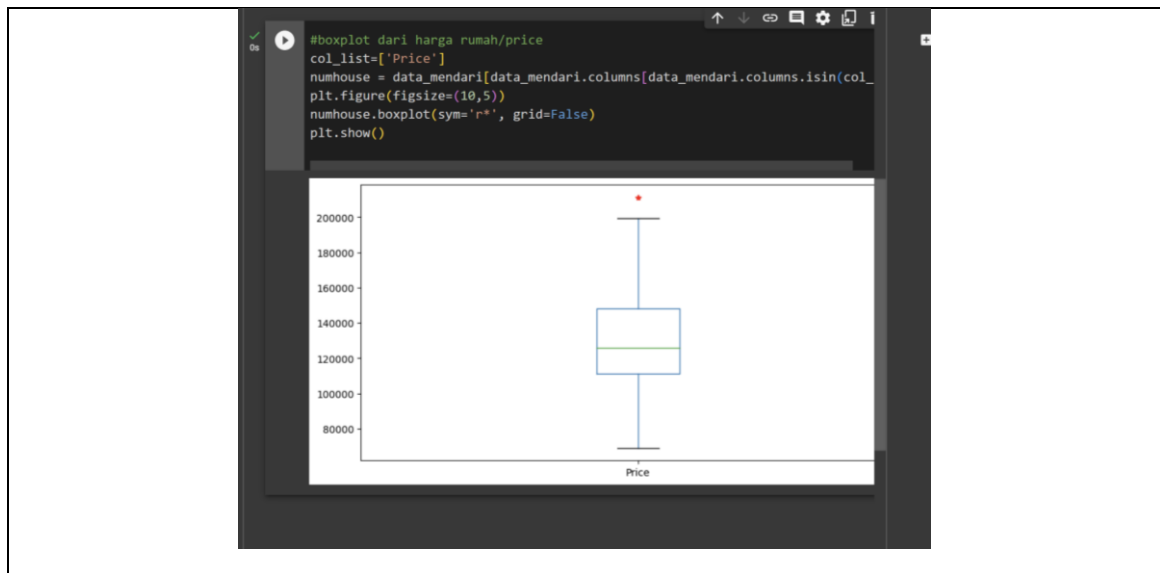 0s
#boxplot dari harga rumah/price
col_list=['Price']
numhouse = data_mendari[data_mendari.columns[data_mendari.columns.isin(col_
plt.figure(figsize=(10,5))
numhouse.boxplot(sym='r*', grid=False)
plt.show()
200000
180000
160000
140000
120000
100000
80000
Price